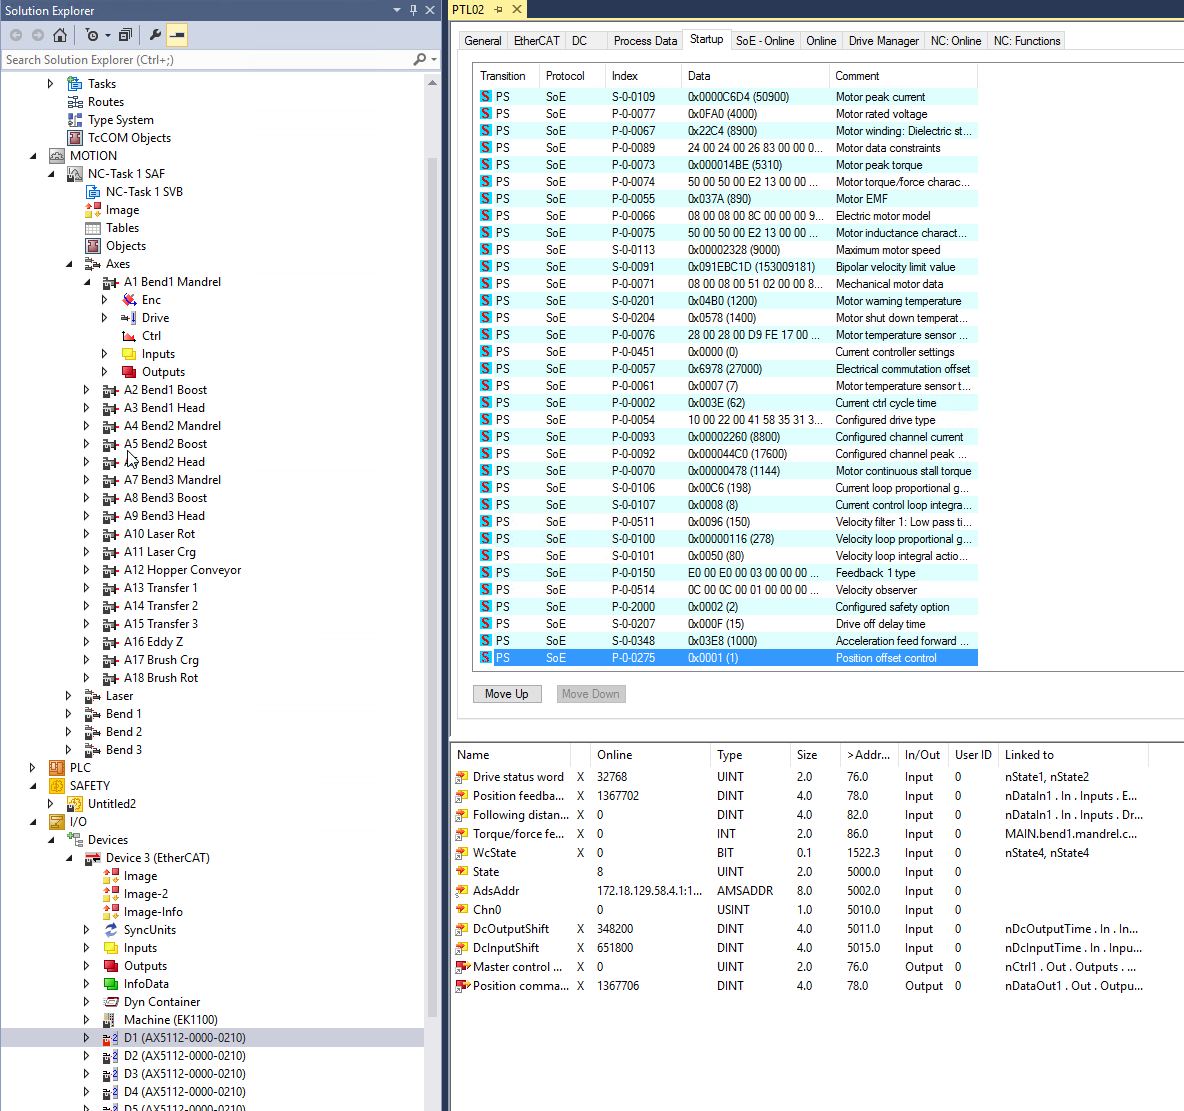 Solution Explorer
Search Solution Explorer (Ctrl+;)
Tasks
Routes
Type System
TcCOM Objects
MOTION
NC-Task 1 SAF
NC-Task 1 SVB
Image
Tables
Objects
Axes
A1 Bend1 Mandrel
Enc
Drive
Ctrl
Inputs
Outputs
A2 Bend1 Boost
A3 Bend1 Head
A4 Bend2 Mandrel
A5 Bend2 Boost
Bend2 Head
A7 Bend3 Mandrel
A8 Bend3 Boost
A9 Bend3 Head
A10 Laser Rot
A11 Laser Crg
A12 Hopper Conveyor
A13 Transfer 1
A14 Transfer 2
A15 Transfer 3
A16 Eddy Z
A17 Brush Crg
A18 Brush Rot
Laser
Bend 1
Bend 2
Bend 3
PLC
SAFETY
Untitled2
I/O
Devices
Device 3 (EtherCAT)
Image
Image-2
Image-Info
SyncUnits
Inputs
Outputs
InfoData
Dyn Container
Machine (EK1100)
D1 (AX5112-0000-0210)
D2 (AX5112-0000-0210)
D3 (AX5112-0000-0210)
D4 (AX5112-0000-0210)
D5 (AX5112-0000-0210)
PTL02
General EtherCAT DC Process Data Startup SoE - Online Online Drive Manager NC: Online NC: Functions
Transition Protocol Index Data Comment
S PS SoE S-0-0109 0x0000C6D4 (50900) Motor peak current
S PS SoE P-0-0077 0x0FA0 (4000) Motor rated voltage
S PS SoE P-0-0067 0x22C4 (8900) Motor winding: Dielectric st...
S PS SoE P-0-0089 24 00 24 00 26 83 00 00 0... Motor data constraints
S PS SoE P-0-0073 0x000014BE (5310) Motor peak torque
S PS SoE P-0-0074 50 00 50 00 E2 13 00 00 ... Motor torque/force charac...
S PS SoE P-0-0055 0x037A (890) Motor EMF
S PS SoE P-0-0066 08 00 08 00 8C 00 00 00 9... Electric motor model
S PS SoE P-0-0075 50 00 50 00 E2 13 00 00 ... Motor inductance charact...
S PS SoE S-0-0113 0x00002328 (9000) Maximum motor speed
S PS SoE S-0-0091 0x091EBC1D (153009181) Bipolar velocity limit value
S PS SoE P-0-0071 08 00 08 00 51 02 00 00 8... Mechanical motor data
S PS SoE S-0-0201 0x04B0 (1200) Motor warning temperature
S PS SoE S-0-0204 0x0578 (1400) Motor shut down temperat...
S PS SoE P-0-0076 28 00 28 00 D9 FE 17 00 ... Motor temperature sensor ...
S PS SoE P-0-0451 0x0000 (0) Current controller settings
S PS SoE P-0-0057 0x6978 (27000) Electrical commutation offset
S PS SoE P-0-0061 0x0007 (7) Motor temperature sensor t...
S PS SoE P-0-0002 0x003E (62) Current ctrl cycle time
S PS SoE P-0-0054 10 00 22 00 41 58 35 31 3... Configured drive type
S PS SoE P-0-0093 0x00002260 (8800) Configured channel current
S PS SoE P-0-0092 0x000044C0 (17600) Configured channel peak ...
S PS SoE P-0-0070 0x00000478 (1144) Motor continuous stall torque
S PS SoE S-0-0106 0x00C6 (198) Current loop proportional g...
S PS SoE S-0-0107 0x0008 (8) Current control loop integra...
S PS SoE P-0-0511 0x0096 (150) Velocity filter 1: Low pass ti...
S PS SoE S-0-0100 0x00000116 (278) Velocity loop proportional g...
S PS SoE S-0-0101 0x0050 (80) Velocity loop integral actio...
S PS SoE P-0-0150 E0 00 E0 00 03 00 00 00 ... Feedback 1 type
S PS SoE P-0-0514 0C 00 0C 00 01 00 00 00 ... Velocity observer
S PS SoE P-0-2000 0x0002 (2) Configured safety option
S PS SoE S-0-0207 0x000F (15) Drive off delay time
S PS SoE S-0-0348 0x03E8 (1000) Acceleration feed forward ...
S PS SoE P-0-0275 0x0001 (1) Position offset control
Move Up Move Down
Name Online Type Size >Addr... In/Out User ID Linked to
Drive status word X 32768 UINT 2.0 76.0 Input 0 nState1, nState2
Position feedba... X 1367702 DINT 4.0 78.0 Input 0 nDataIn1 . In . Inputs . E...
Following distan... X 0 DINT 4.0 82.0 Input 0 nDataIn1 . In . Inputs . Dr...
Torque/force fe... X 0 INT 2.0 86.0 Input 0 MAIN.bend1.mandrel.c...
WcState X 0 BIT 0.1 1522.3 Input 0 nState4, nState4
State 8 UINT 2.0 5000.0 Input 0
AdsAddr 172.18.129.58.4.1:1... AMSADDR 8.0 5002.0 Input 0
Chn0 0 USINT 1.0 5010.0 Input 0
DcOutputShift X 348200 DINT 4.0 5011.0 Input 0 nDcOutputTime . In . In...
DcInputShift X 651800 DINT 4.0 5015.0 Input 0 nDcInputTime . In . Inpu...
Master control ... X 0 UINT 2.0 76.0 Output 0 nCtrl1 . Out . Outputs . ...
Position comma... X 1367706 DINT 4.0 78.0 Output 0 nDataOut1 . Out . Outpu...